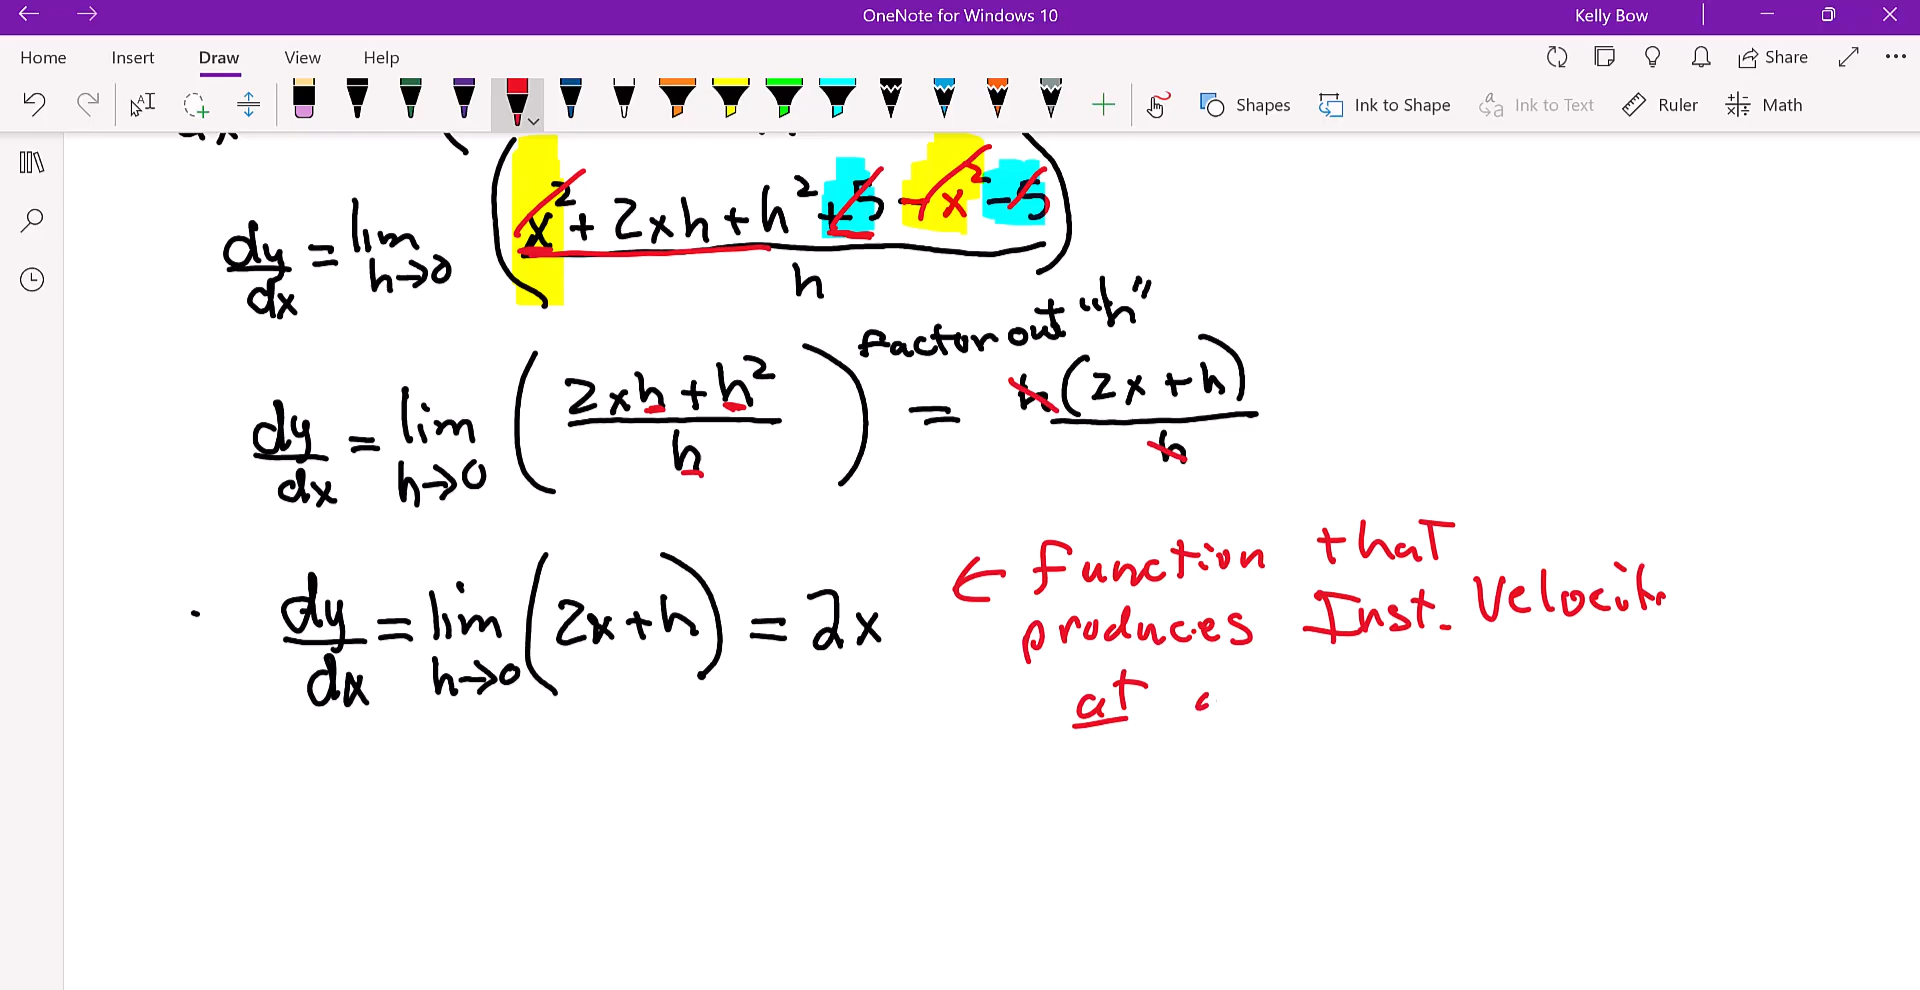 OneNote for Windows 10
Kelly Bow
Home Insert Draw View Help
Share
Shapes Ink to Shape Ink to Text Ruler Math
dx
dy/dx = lim h→0 (x² + 2xh + h² + 5 - x² - 5 / h)
Factor out "h"
dy/dx = lim h→0 (2xh + h² / h) = h(2x + h) / h
dy/dx = lim h→0 (2x + h) = 2x
← function that
produces Inst. Velocit
at